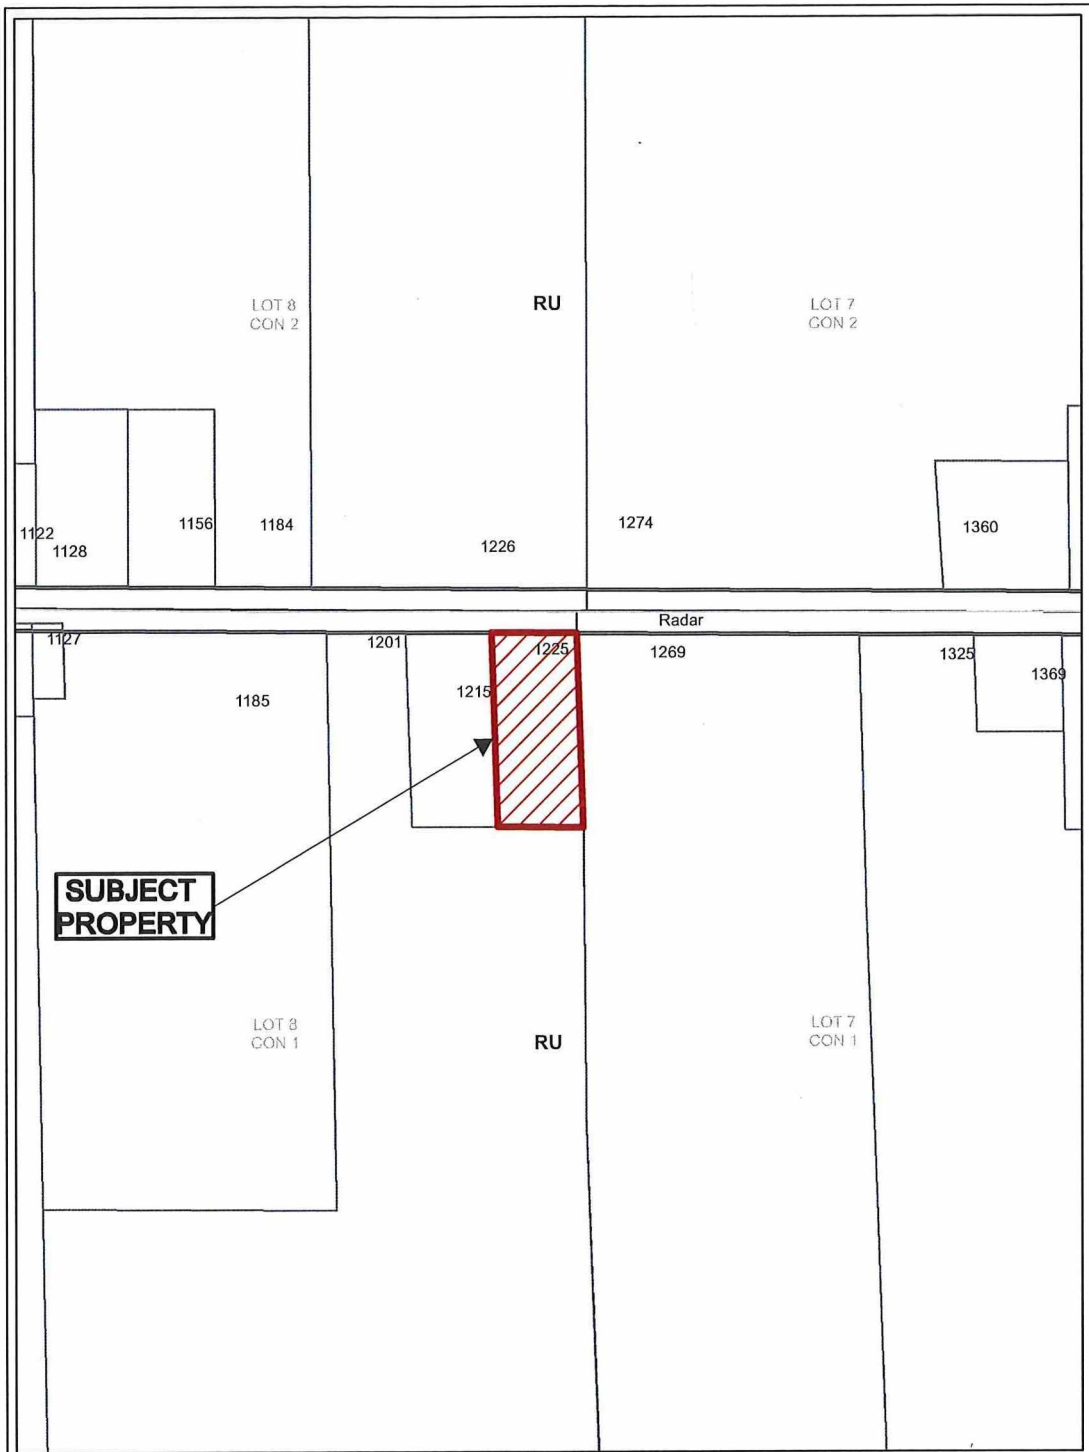 LOT 8
CON 2
RU
LOT 7
CON 2
1122
1128
1156
1184
1226
1274
1360
Radar
1127
1185
1201
1215
1225
1269
1325
1369
SUBJECT
PROPERTY
LOT 8
CON 1
RU
LOT 7
CON 1